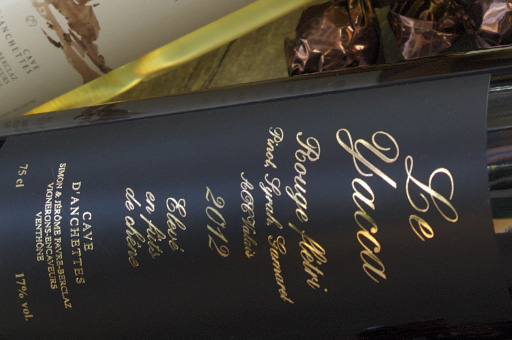 Le
Yacca
Rouge flétri
Pinot, Syrah, Gamaret
AOC Valais
2012
Elevé
en fûts
de chêne
CAVE
D'ANCHETTES
SIMON & JÉRÔME FAVRE-BERCLAZ
VIGNERONS-ENCAVEURS
VENTHÔNE
75 cl
17% vol.
CAVE
ANCHETTES